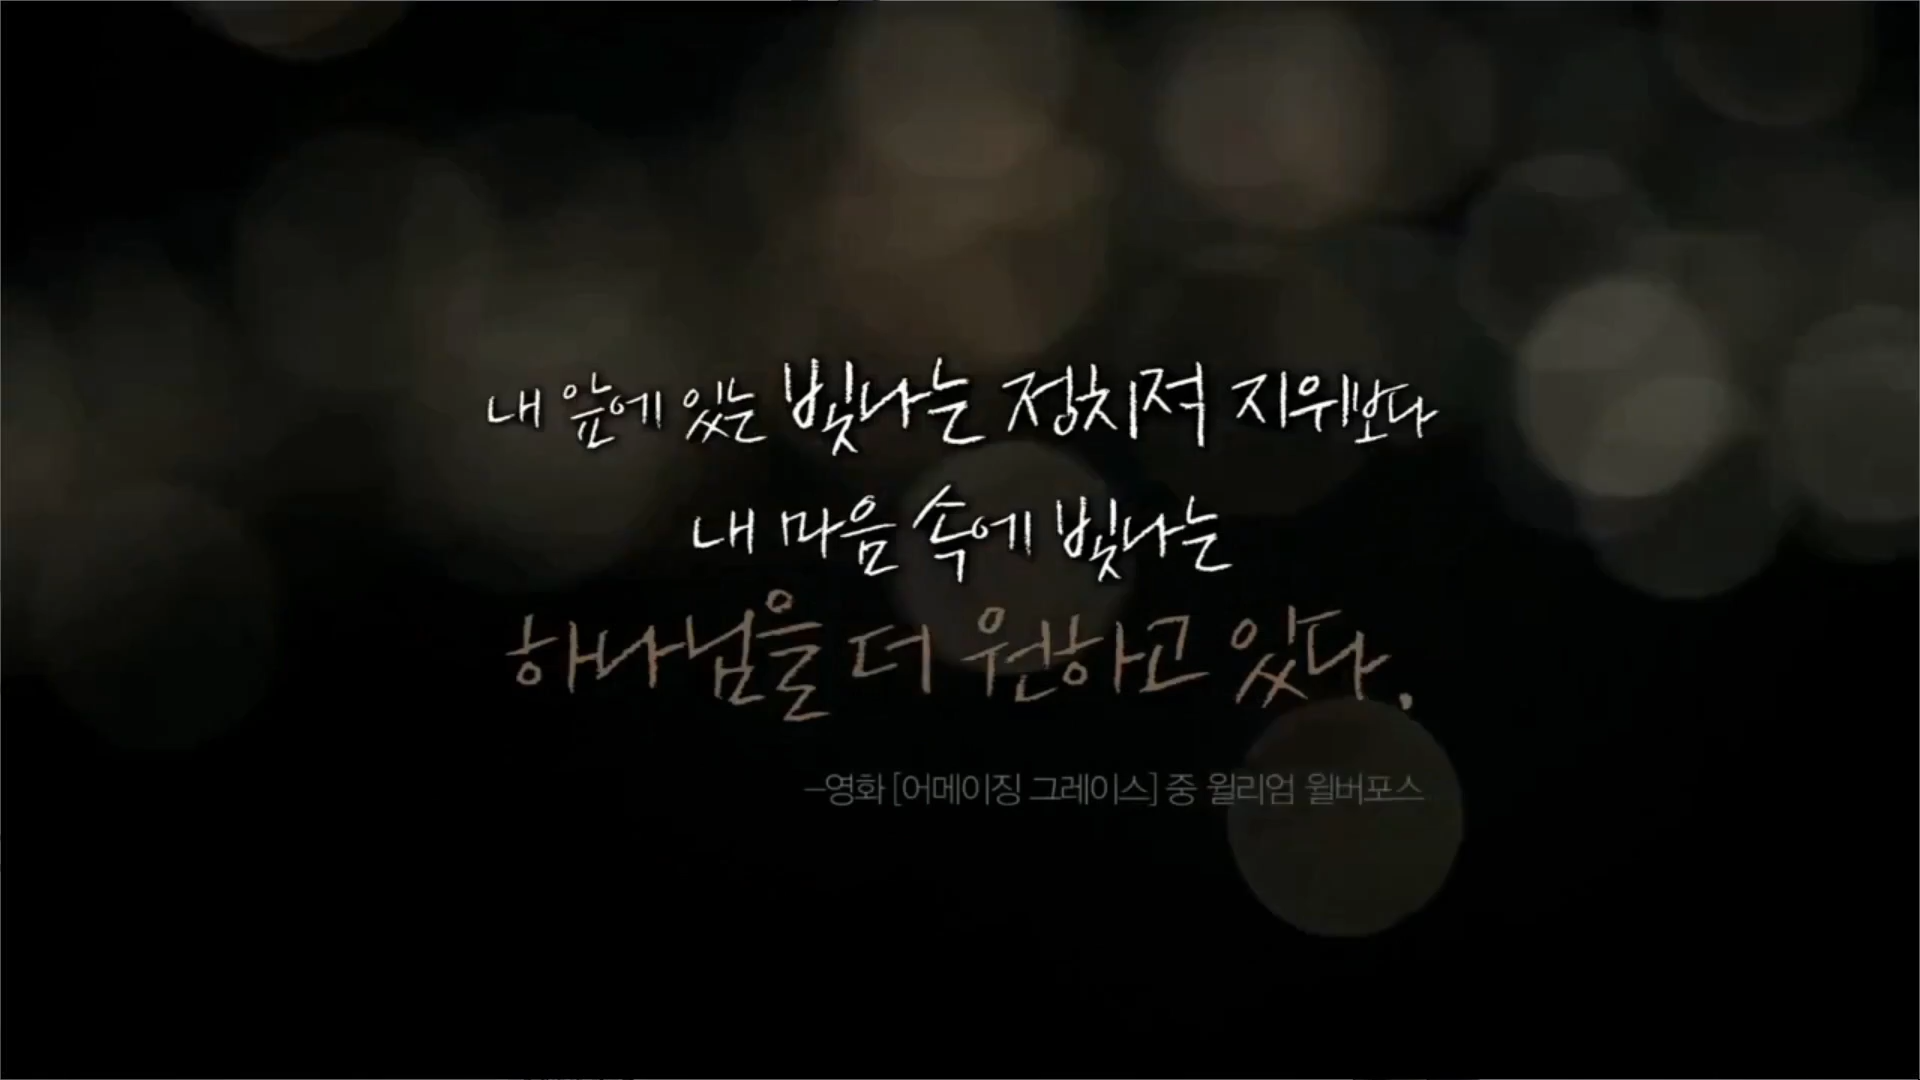 내 앞에 있는 빛나는 정치적 지위보다
내 마음 속에 빛나는
하나님을 더 원하고 있다.
–영화 [어메이징 그레이스] 중 윌리엄 윌버포스